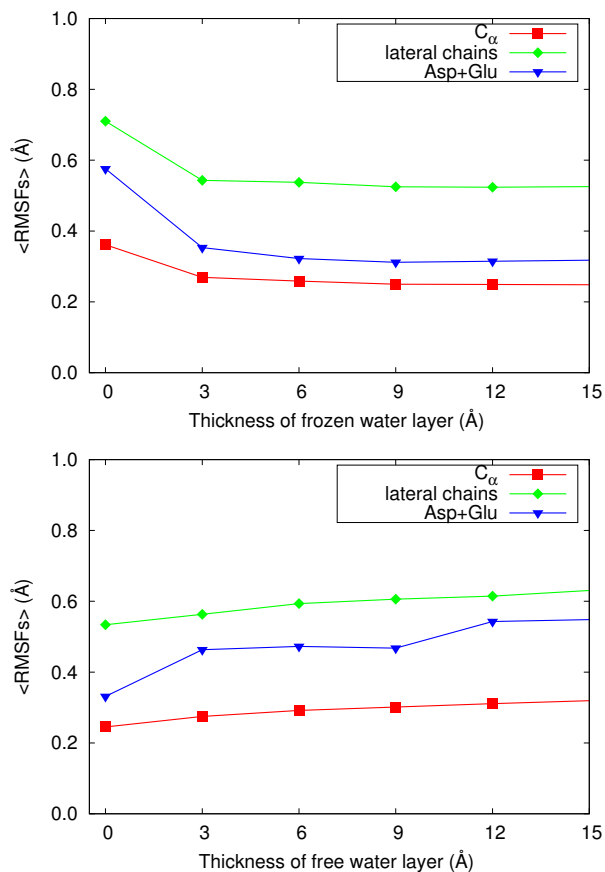 C_α
lateral chains
Asp+Glu
1.0
0.8
0.6
0.4
0.2
0.0
<RMSFs> (Å)
0 3 6 9 12 15
Thickness of frozen water layer (Å)
C_α
lateral chains
Asp+Glu
1.0
0.8
0.6
0.4
0.2
0.0
<RMSFs> (Å)
0 3 6 9 12 15
Thickness of free water layer (Å)